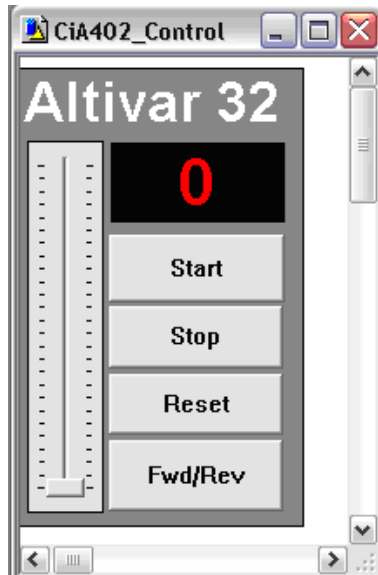 CiA402_Control
Altivar 32
0
Start
Stop
Reset
Fwd/Rev